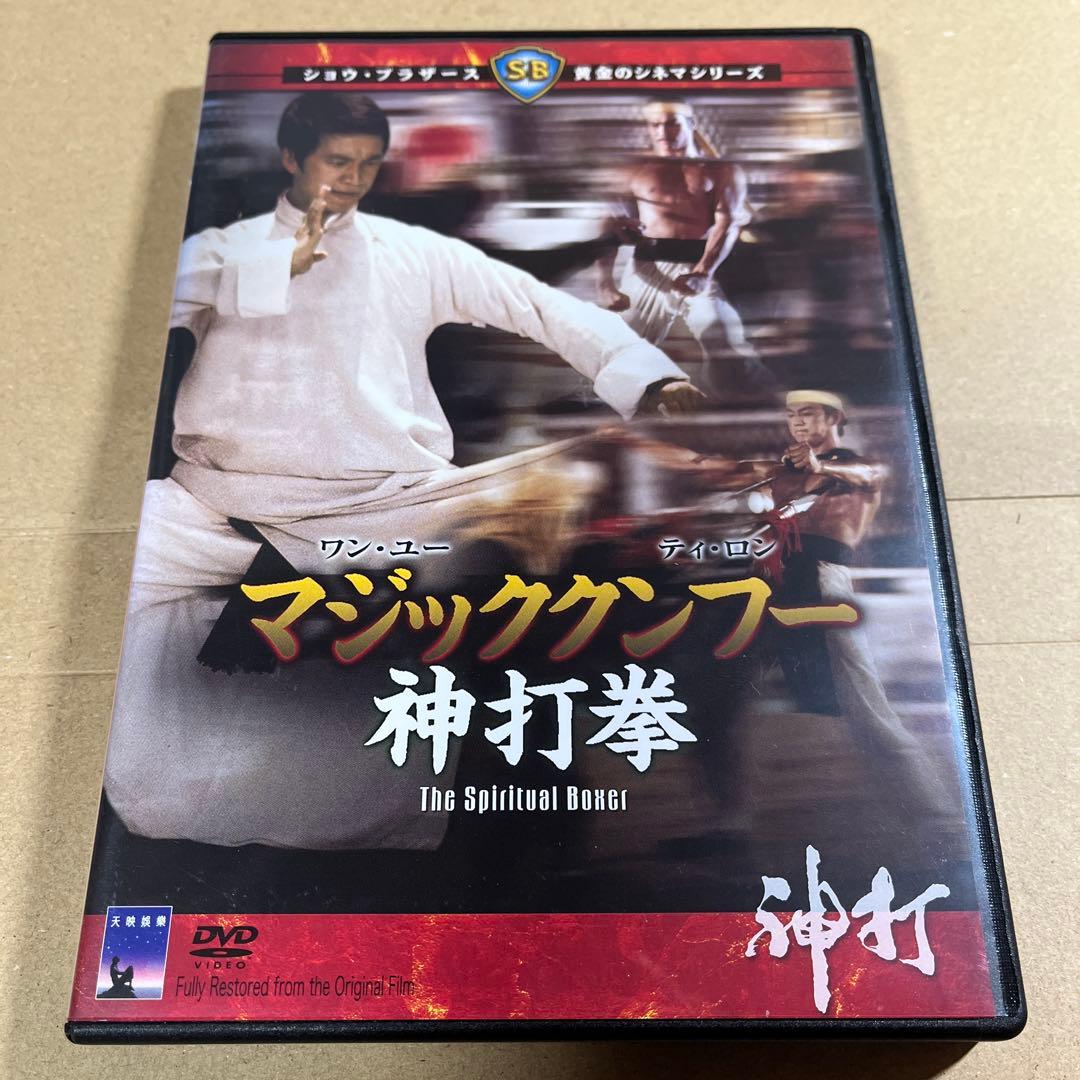 ショウ・ブラザース SB 黄金のシネマシリーズ
ワン・ユー ティ・ロン
マジッククンフー
神打拳
The Spiritual Boxer
神打
天映娯樂
DVD
VIDEO
Fully Restored from the Original Film